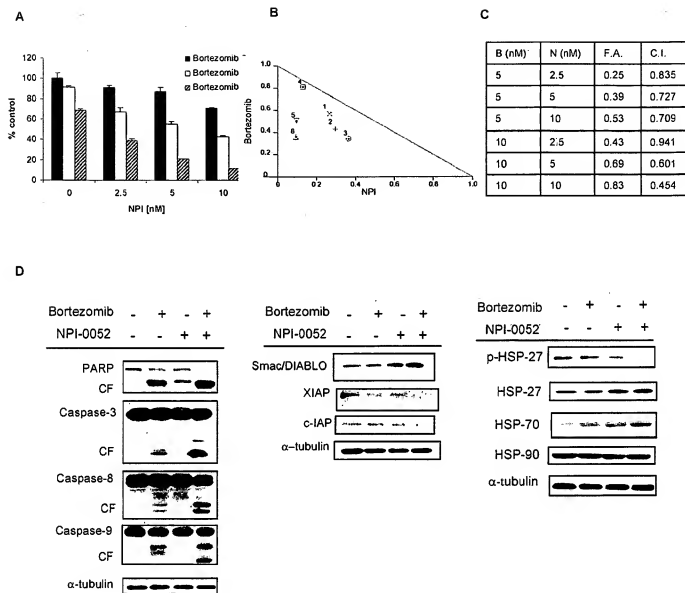 A
120
100
80
60
40
20
0
% control
Bortezomib
Bortezomib
Bortezomib
0 2.5 5 10
NPI [nM]
B
1.0
0.8
0.6
0.4
0.2
0.0
Bortezomib
4
1
2
3
5
6
0 0.2 0.4 0.6 0.8 1.0
NPI
C
B (nM) N (nM) F.A. C.I.
5 2.5 0.25 0.835
5 5 0.39 0.727
5 10 0.53 0.709
10 2.5 0.43 0.941
10 5 0.69 0.601
10 10 0.83 0.454
D
Bortezomib - + - +
NPI-0052 - - + +
PARP
CF
Caspase-3
CF
Caspase-8
CF
Caspase-9
CF
α-tubulin
Bortezomib - + - +
NPI-0052 - - + +
Smac/DIABLO
XIAP
c-IAP
α-tubulin
Bortezomib - + - +
NPI-0052 - - + +
p-HSP-27
HSP-27
HSP-70
HSP-90
α-tubulin